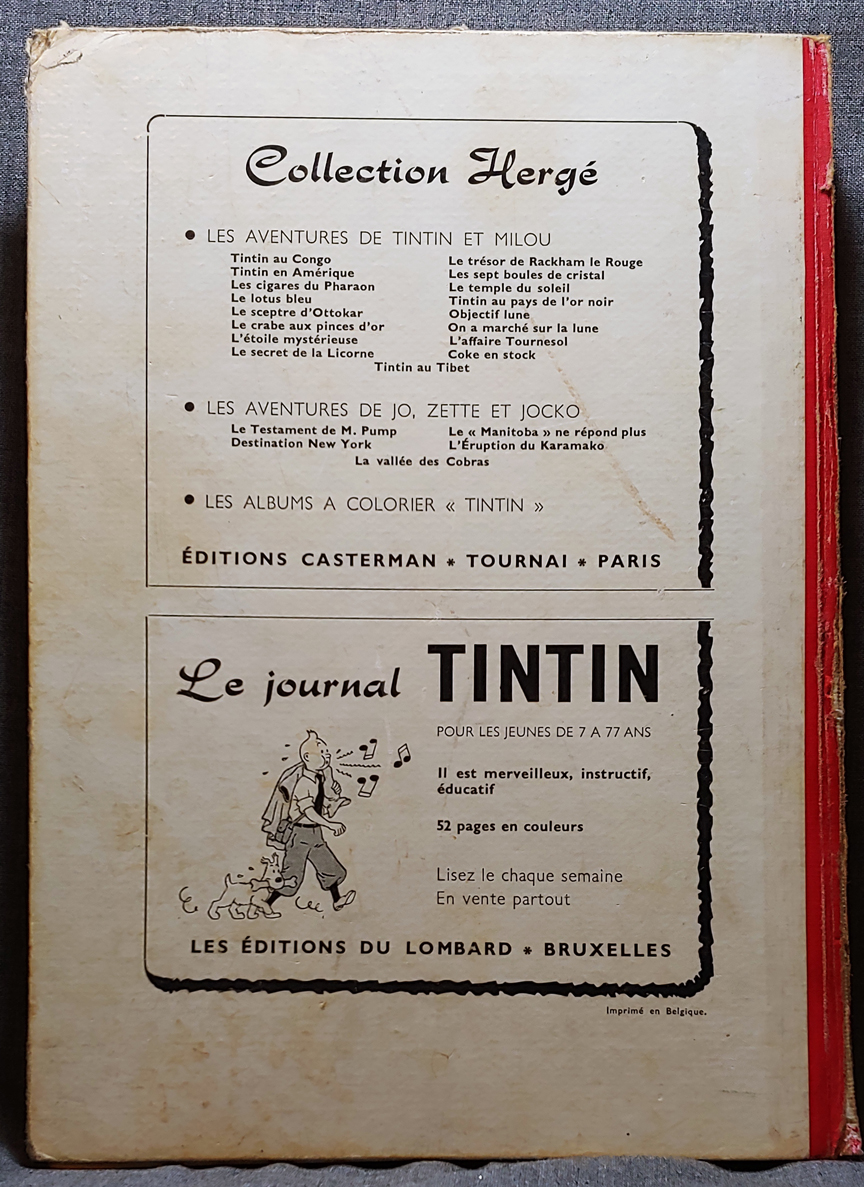 Collection Hergé
● LES AVENTURES DE TINTIN ET MILOU
Tintin au Congo
Tintin en Amérique
Les cigares du Pharaon
Le lotus bleu
Le sceptre d'Ottokar
Le crabe aux pinces d'or
L'étoile mystérieuse
Le secret de la Licorne
Le trésor de Rackham le Rouge
Les sept boules de cristal
Le temple du soleil
Tintin au pays de l'or noir
Objectif lune
On a marché sur la lune
L'affaire Tournesol
Coke en stock
Tintin au Tibet
● LES AVENTURES DE JO, ZETTE ET JOCKO
Le Testament de M. Pump
Destination New York
Le « Manitoba » ne répond plus
L'Éruption du Karamako
La vallée des Cobras
● LES ALBUMS A COLORIER « TINTIN »
ÉDITIONS CASTERMAN * TOURNAI * PARIS
Le journal TINTIN
POUR LES JEUNES DE 7 A 77 ANS
Il est merveilleux, instructif,
éducatif
52 pages en couleurs
Lisez le chaque semaine
En vente partout
LES ÉDITIONS DU LOMBARD * BRUXELLES
Imprimé en Belgique.